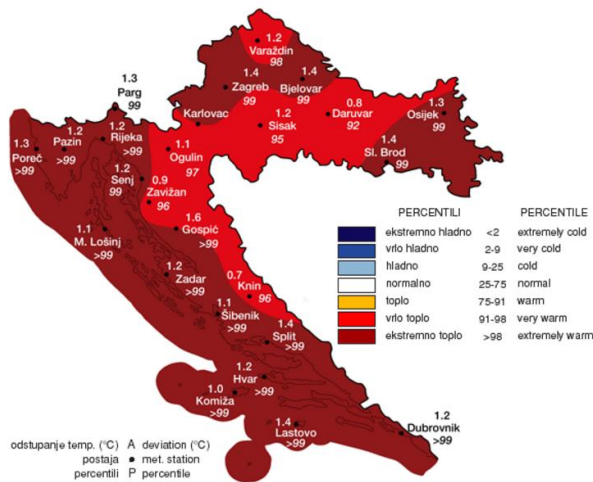 1.2
Varaždin
98
1.3
Parg
99
1.4
Zagreb
99
1.4
Bjelovar
99
Karlovac
1.2
Sisak
95
0.8
Daruvar
92
1.3
Osijek
99
1.4
Sl. Brod
99
1.3
Poreč
>99
1.2
Pazin
>99
1.2
Rijeka
>99
1.1
Ogulin
97
1.2
Senj
99
0.9
Zavižan
96
1.6
Gospić
>99
1.1
M. Lošinj
>99
1.2
Zadar
>99
0.7
Knin
96
1.1
Šibenik
>99
1.4
Split
>99
1.2
Hvar
>99
1.0
Komiža
>99
1.4
Lastovo
>99
1.2
Dubrovnik
>99
PERCENTILI PERCENTILE
ekstremno hladno <2 extremely cold
vrlo hladno 2-9 very cold
hladno 9-25 cold
normalno 25-75 normal
toplo 75-91 warm
vrlo toplo 91-98 very warm
ekstremno toplo >98 extremely warm
odstupanje temp. (°C) A deviation (°C)
postaja met. station
percentili P percentile